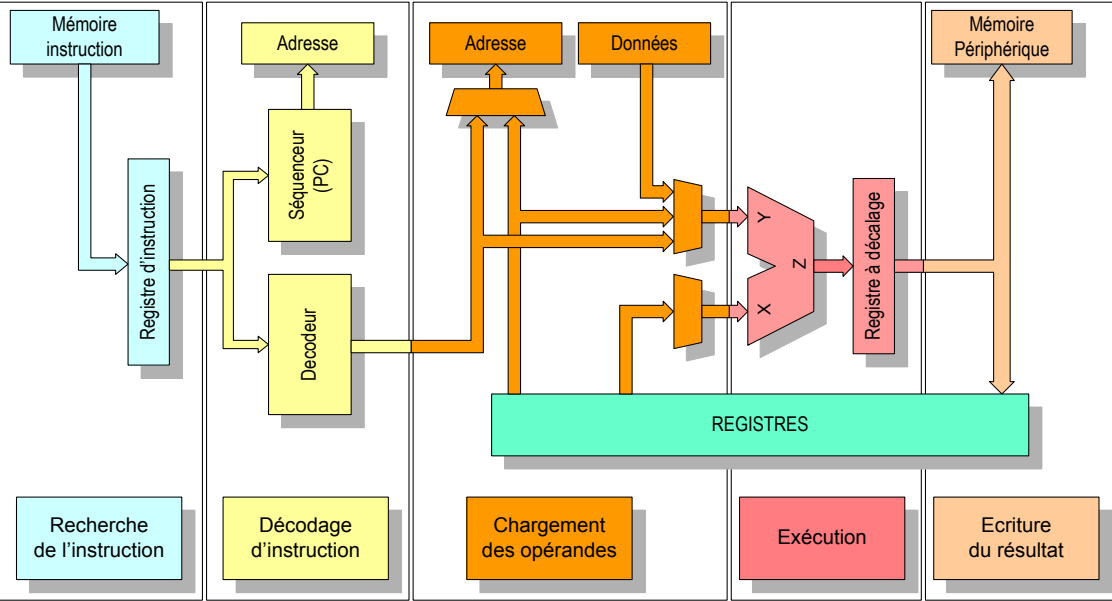 Mémoire
instruction
Adresse
Adresse
Données
Mémoire
Périphérique
Registre d'instruction
Séquenceur
(PC)
Decodeur
Y
X
Z
Registre à décalage
REGISTRES
Recherche
de l'instruction
Décodage
d'instruction
Chargement
des opérandes
Exécution
Ecriture
du résultat